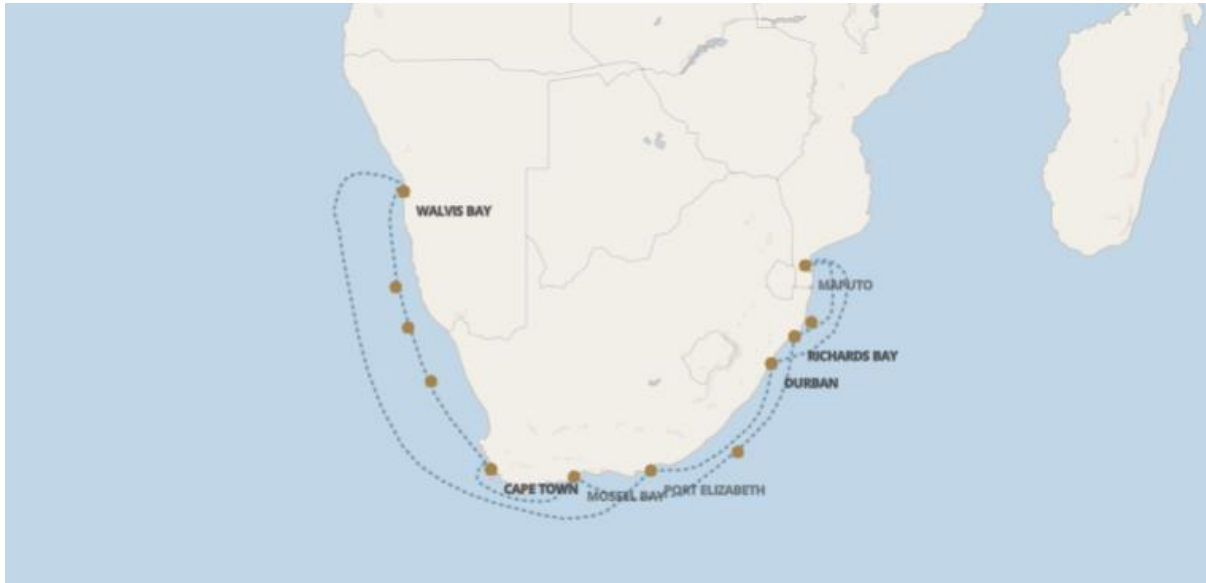 WALVIS BAY
MAPUTO
RICHARDS BAY
DURBAN
CAPE TOWN
MOSSEL BAY
PORT ELIZABETH